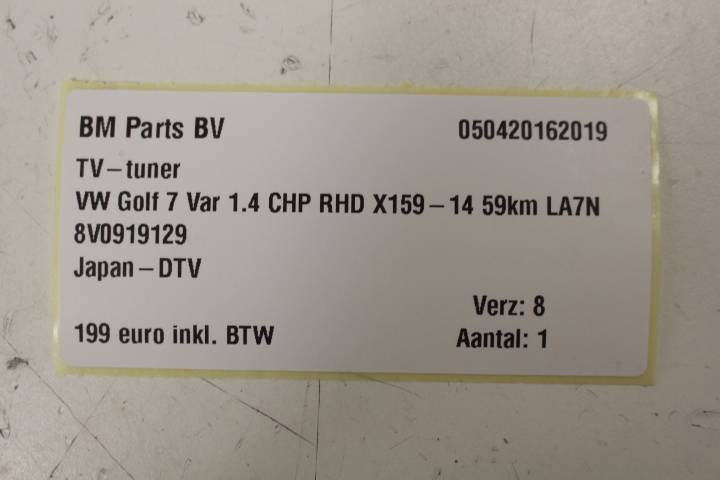 BM Parts BV 050420162019
TV-tuner
VW Golf 7 Var 1.4 CHP RHD X159-14 59km LA7N
8V0919129
Japan-DTV
Verz: 8
199 euro inkl. BTW Aantal: 1